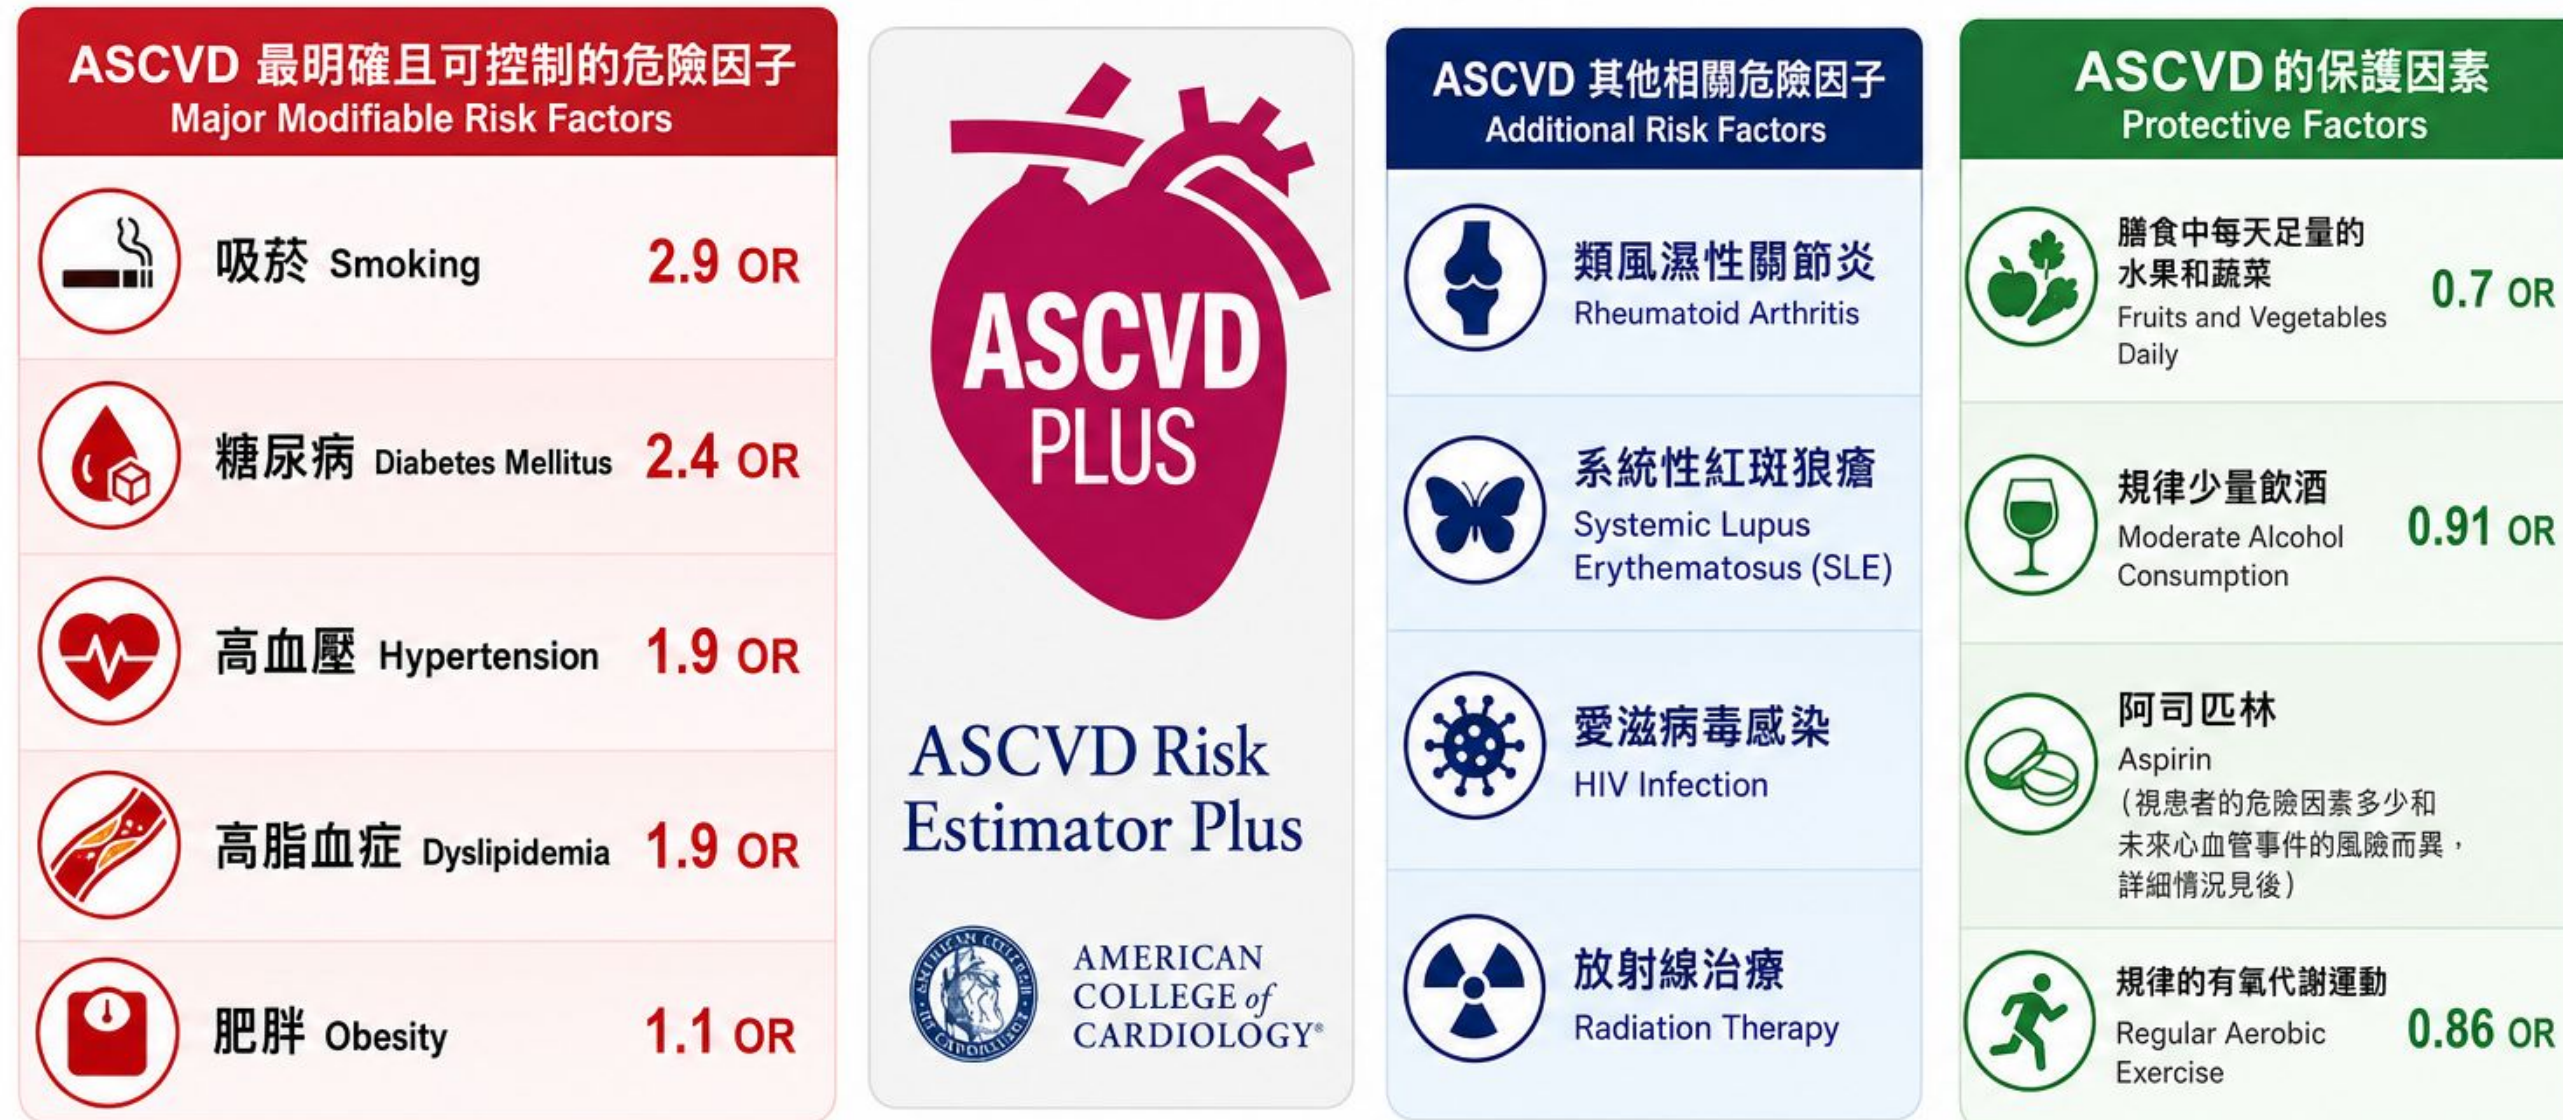 ASCVD 最明確且可控制的危險因子
Major Modifiable Risk Factors
吸菸 Smoking 2.9 OR
糖尿病 Diabetes Mellitus 2.4 OR
高血壓 Hypertension 1.9 OR
高脂血症 Dyslipidemia 1.9 OR
肥胖 Obesity 1.1 OR
ASCVD
PLUS
ASCVD Risk
Estimator Plus
AMERICAN
COLLEGE of
CARDIOLOGY®
ASCVD 其他相關危險因子
Additional Risk Factors
類風濕性關節炎
Rheumatoid Arthritis
系統性紅斑狼瘡
Systemic Lupus
Erythematosus (SLE)
愛滋病毒感染
HIV Infection
放射線治療
Radiation Therapy
ASCVD 的保護因素
Protective Factors
膳食中每天足量的
水果和蔬菜
Fruits and Vegetables
Daily
0.7 OR
規律少量飲酒
Moderate Alcohol
Consumption
0.91 OR
阿司匹林
Aspirin
(視患者的危險因素多少和
未來心血管事件的風險而異，
詳細情況見後)
規律的有氧代謝運動
Regular Aerobic
Exercise
0.86 OR